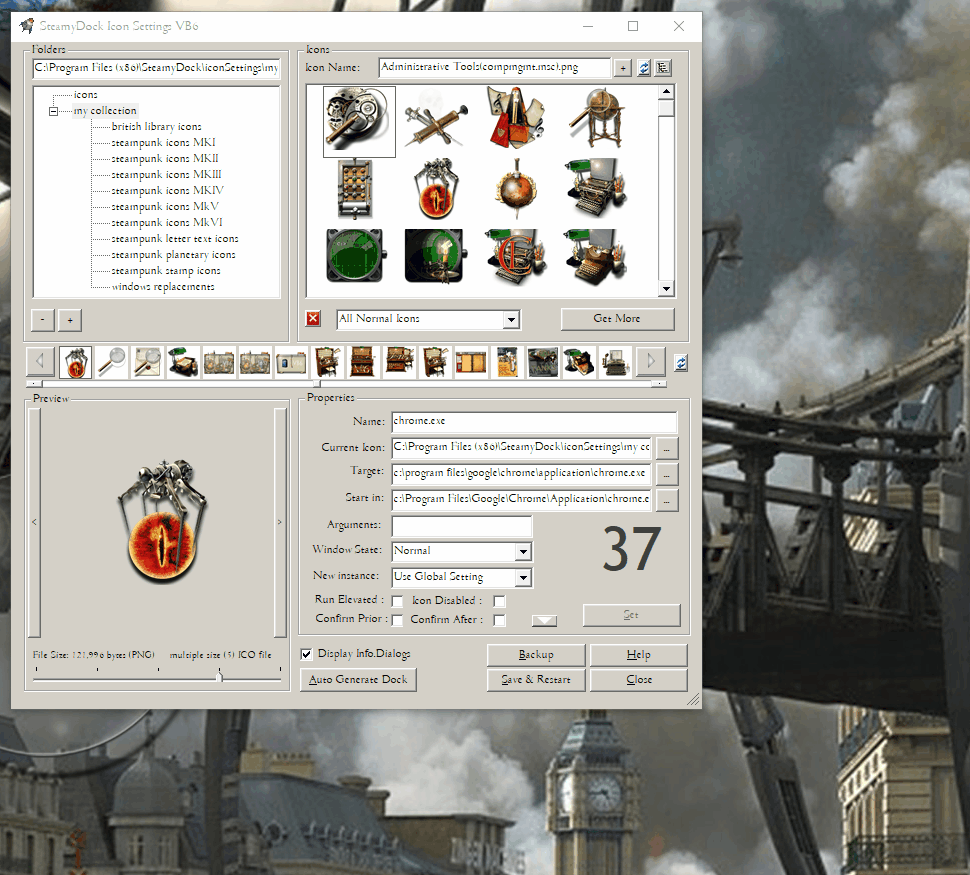 SteamyDock Icon Settings VB6
Folders
C:\Program Files (x86)\SteamyDock\iconSettings\my
icons
my collection
british library icons
steampunk icons MKI
steampunk icons MKII
steampunk icons MKIII
steampunk icons MKIV
steampunk icons MkV
steampunk icons MkVI
steampunk letter text icons
steampunk planetary icons
steampunk stamp icons
windows replacements
-
+
Icons
Icon Name:
Administrative Tools(compmgmt.msc).png
+
All Normal Icons
Get More
Preview
<
>
File Size: 121,996 bytes (PNG)
multiple size (5) ICO file
Properties
Name:
chrome.exe
Current Icon:
C:\Program Files (x86)\SteamyDock\iconSettings\my co
...
Target:
c:\program files\google\chrome\application\chrome.exe
...
Start in:
c:\Program Files\Google\Chrome\Application\chrome.e
...
Arguments:
Window State:
Normal
New instance:
Use Global Setting
37
Run Elevated :
Icon Disabled :
Confirm Prior :
Confirm After :
Set
Display Info.Dialogs
Backup
Help
Auto Generate Dock
Save & Restart
Close